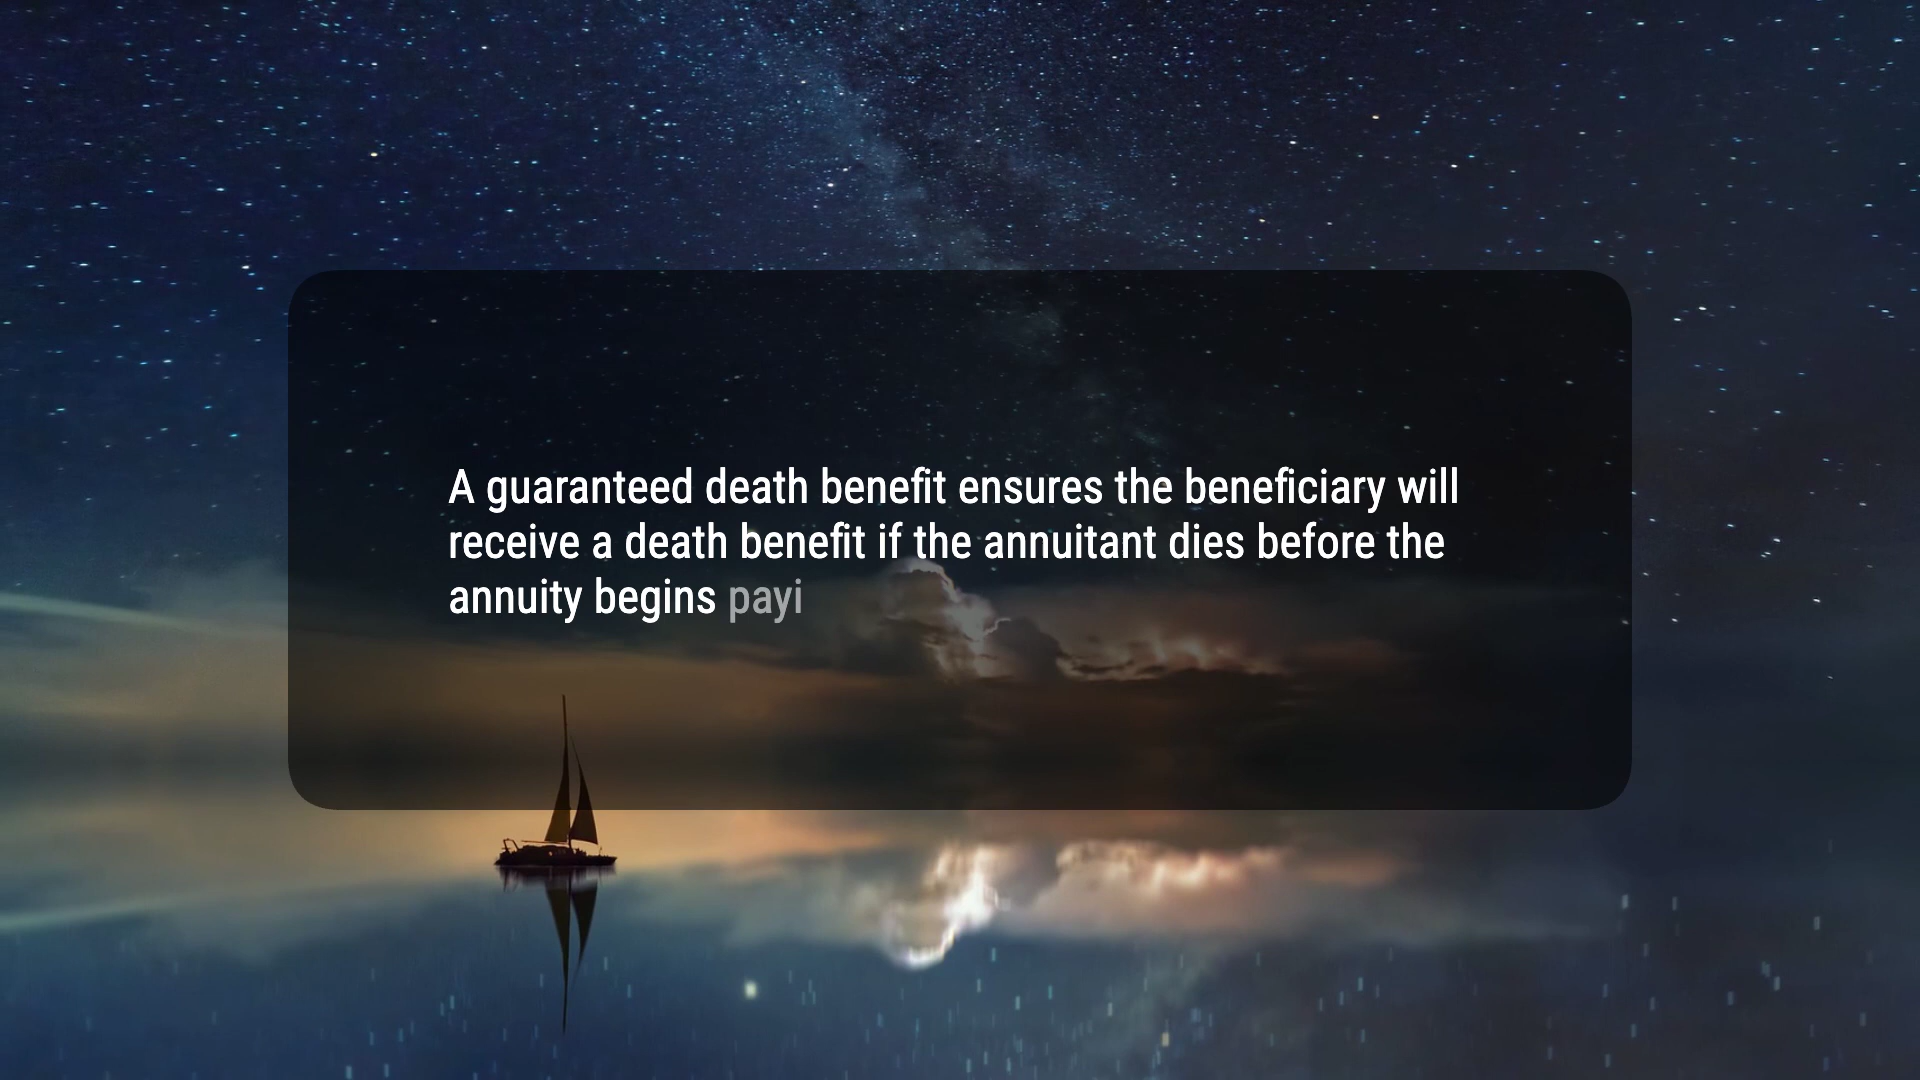 A guaranteed death benefit ensures the beneficiary will
receive a death benefit if the annuitant dies before the
annuity begins payi